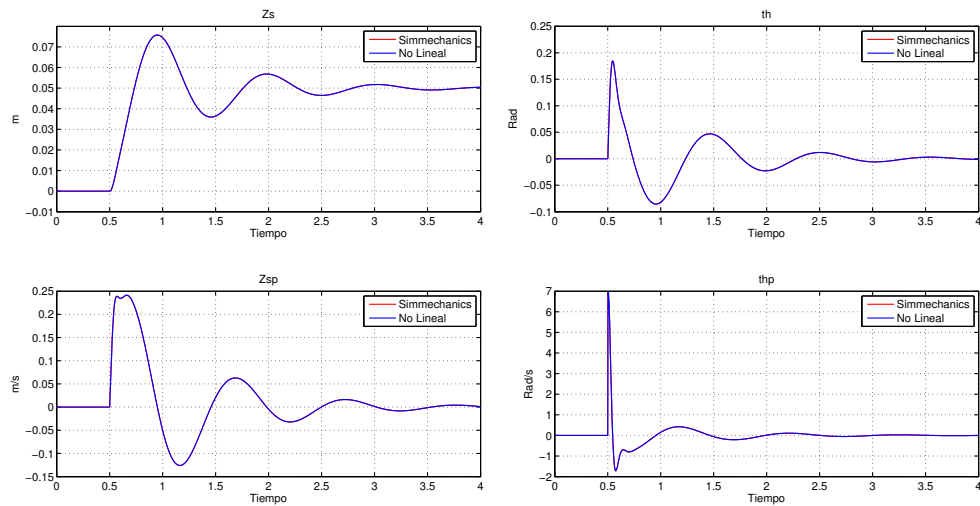 Zs
0.07
0.06
0.05
0.04
0.03
0.02
0.01
0
−0.01
m
0 0.5 1 1.5 2 2.5 3 3.5 4
Tiempo
Simmechanics
No Lineal
th
0.25
0.2
0.15
0.1
0.05
0
−0.05
−0.1
Rad
0 0.5 1 1.5 2 2.5 3 3.5 4
Tiempo
Simmechanics
No Lineal
Zsp
0.25
0.2
0.15
0.1
0.05
0
−0.05
−0.1
−0.15
m/s
0 0.5 1 1.5 2 2.5 3 3.5 4
Tiempo
Simmechanics
No Lineal
thp
7
6
5
4
3
2
1
0
−1
−2
Rad/s
0 0.5 1 1.5 2 2.5 3 3.5 4
Tiempo
Simmechanics
No Lineal